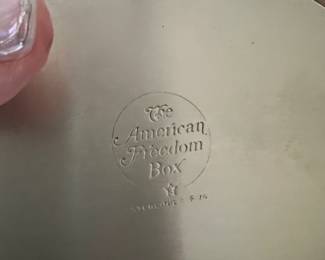 The
American
Freedom
Box